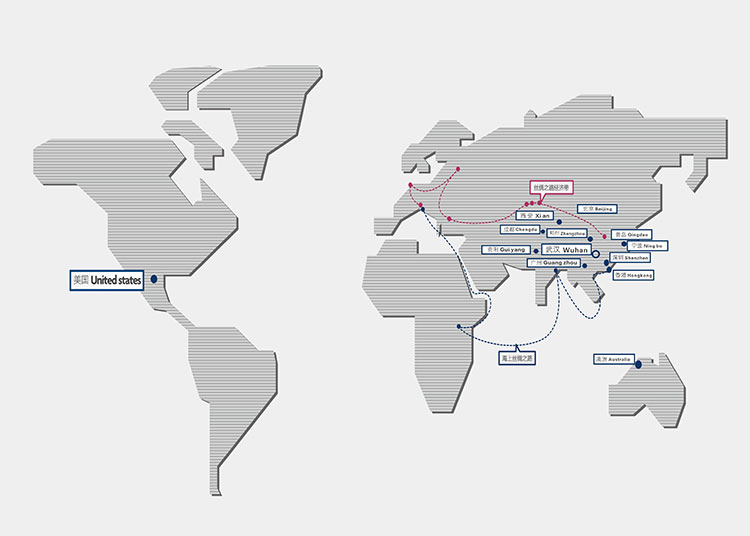 丝绸之路经济带
北京 Beijing
西安 Xi.an
成都 Chengdu
郑州 Zhengzhou
青岛 Qingdao
宁波 Ning bo
贵州 Gui yang
武汉 Wuhan
深圳 Shenzhen
广州 Guang zhou
香港 Hongkong
美国 United states
海上丝绸之路
澳洲 Australia